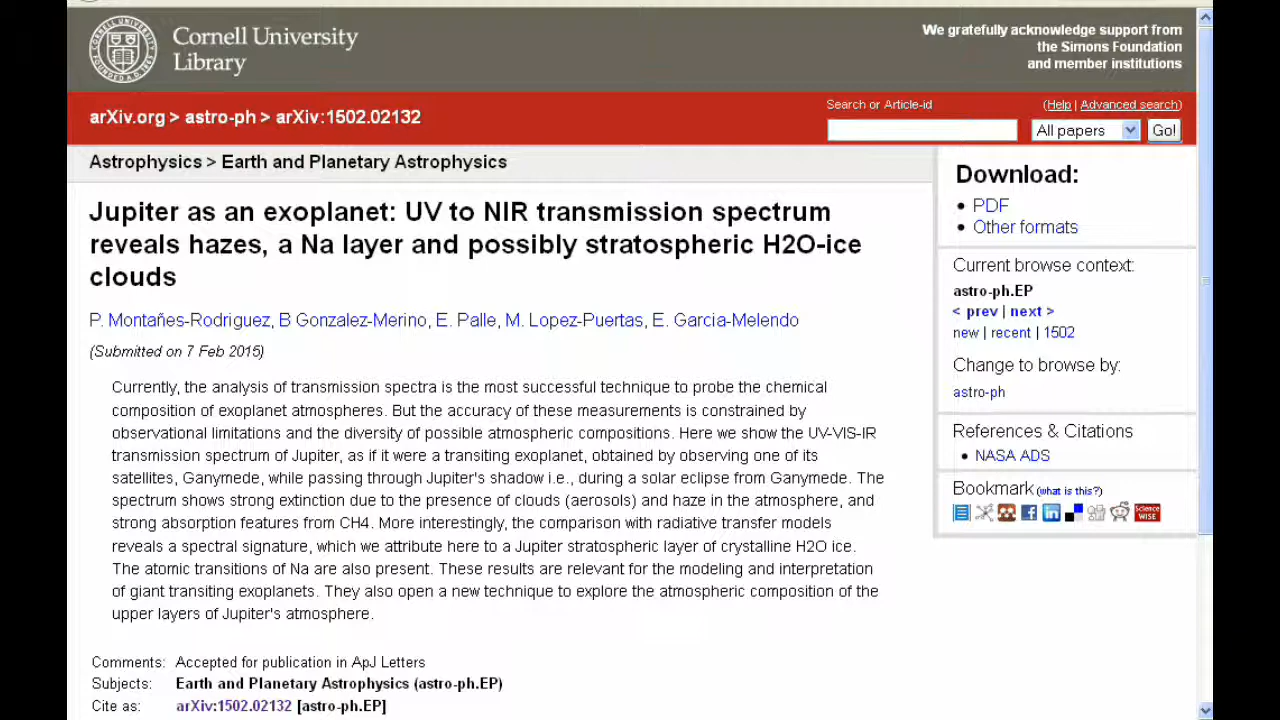 Cornell University
Library
We gratefully acknowledge support from
the Simons Foundation
and member institutions
arXiv.org > astro-ph > arXiv:1502.02132
Search or Article-id
(Help | Advanced search)
All papers
Go!
Astrophysics > Earth and Planetary Astrophysics
Jupiter as an exoplanet: UV to NIR transmission spectrum
reveals hazes, a Na layer and possibly stratospheric H2O-ice
clouds
P. Montañes-Rodriguez, B Gonzalez-Merino, E. Palle, M. Lopez-Puertas, E. Garcia-Melendo
(Submitted on 7 Feb 2015)
Currently, the analysis of transmission spectra is the most successful technique to probe the chemical
composition of exoplanet atmospheres. But the accuracy of these measurements is constrained by
observational limitations and the diversity of possible atmospheric compositions. Here we show the UV-VIS-IR
transmission spectrum of Jupiter, as if it were a transiting exoplanet, obtained by observing one of its
satellites, Ganymede, while passing through Jupiter's shadow i.e., during a solar eclipse from Ganymede. The
spectrum shows strong extinction due to the presence of clouds (aerosols) and haze in the atmosphere, and
strong absorption features from CH4. More interestingly, the comparison with radiative transfer models
reveals a spectral signature, which we attribute here to a Jupiter stratospheric layer of crystalline H2O ice.
The atomic transitions of Na are also present. These results are relevant for the modeling and interpretation
of giant transiting exoplanets. They also open a new technique to explore the atmospheric composition of the
upper layers of Jupiter's atmosphere.
Comments: Accepted for publication in ApJ Letters
Subjects: Earth and Planetary Astrophysics (astro-ph.EP)
Cite as: arXiv:1502.02132 [astro-ph.EP]
Download:
PDF
Other formats
Current browse context:
astro-ph.EP
< prev | next >
new | recent | 1502
Change to browse by:
astro-ph
References & Citations
NASA ADS
Bookmark (what is this?)
Science
WISE